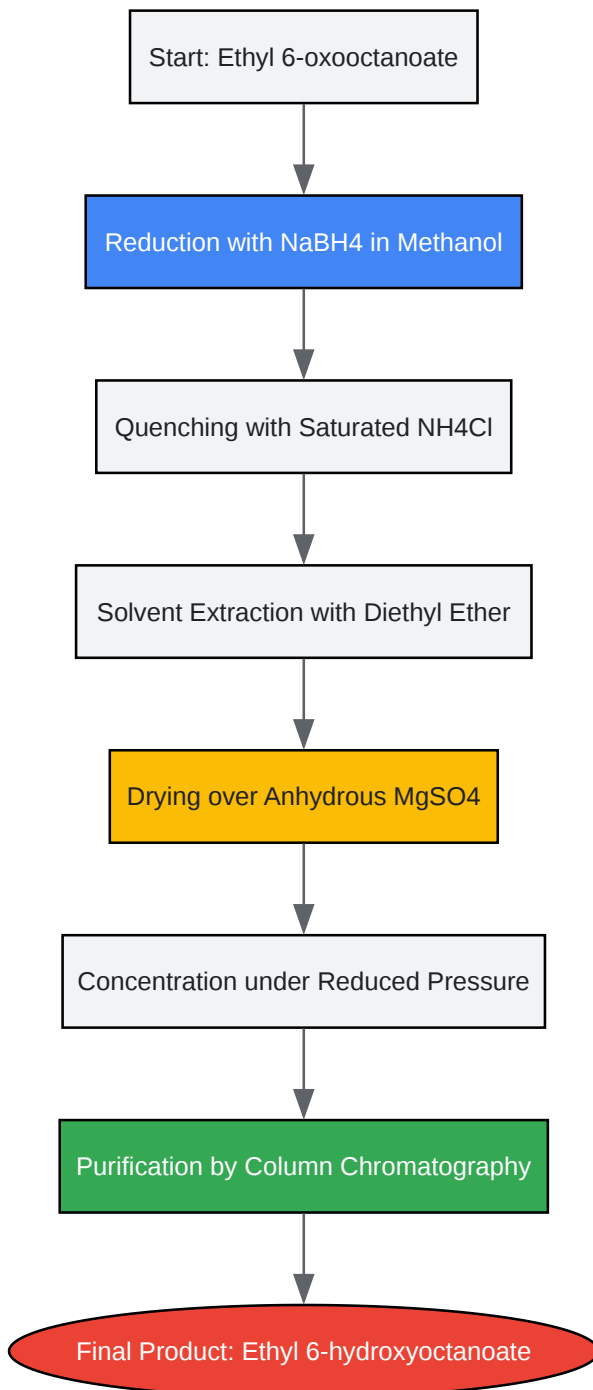 Start: Ethyl 6-oxooctanoate
Reduction with NaBH4 in Methanol
Quenching with Saturated NH4Cl
Solvent Extraction with Diethyl Ether
Drying over Anhydrous MgSO4
Concentration under Reduced Pressure
Purification by Column Chromatography
Final Product: Ethyl 6-hydroxyoctanoate